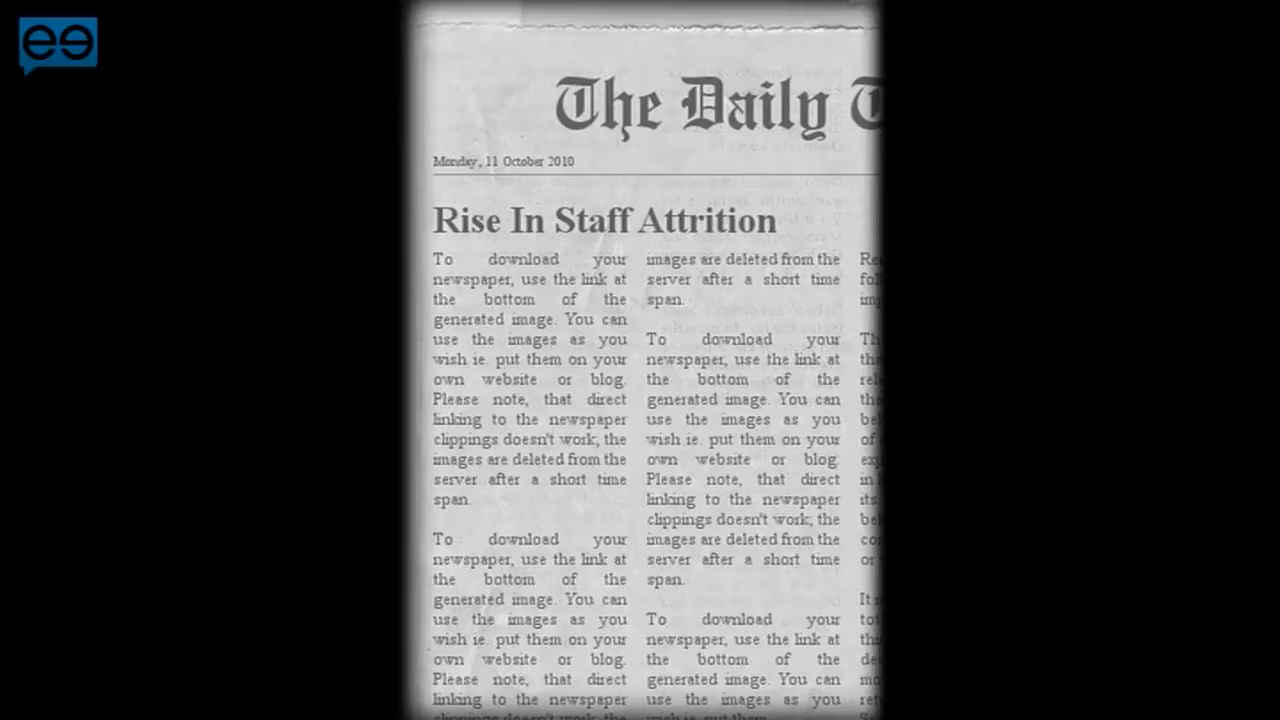 ee
The Daily
Monday, 11 October 2010
Rise In Staff Attrition
To download your
newspaper, use the link at
the bottom of the
generated image. You can
use the images as you
wish ie. put them on your
own website or blog.
Please note, that direct
linking to the newspaper
clippings doesn't work; the
images are deleted from the
server after a short time
span.
To download your
newspaper, use the link at
the bottom of the
generated image. You can
use the images as you
wish ie. put them on your
own website or blog.
Please note, that direct
linking to the newspaper
clippings doesn't work; the
images are deleted from the
server after a short time
span.
To download your
newspaper, use the link at
the bottom of the
generated image. You can
use the images as you
wish ie. put them on your
own website or blog.
Please note, that direct
linking to the newspaper
clippings doesn't work; the
images are deleted from the
server after a short time
span.
To download your
newspaper, use the link at
the bottom of the
generated image. You can
use the images as you
wish ie. put them